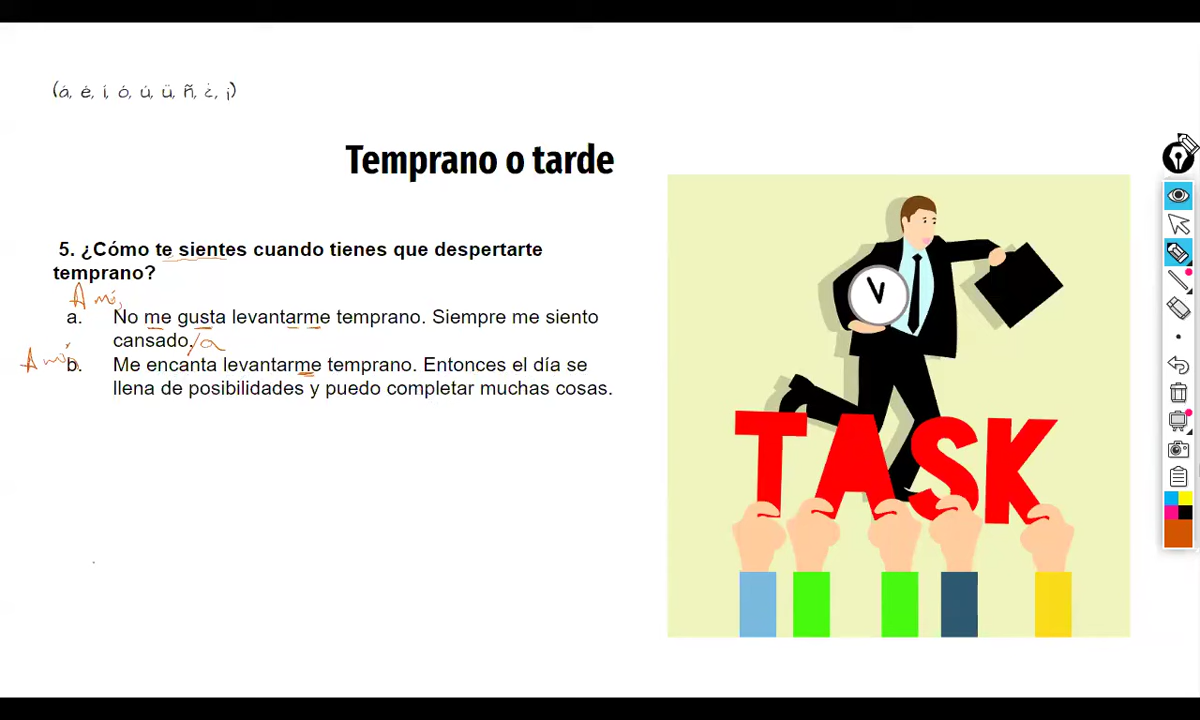 (á, é, í, ó, ú, ü, ñ, ¿, ¡)
Temprano o tarde
5. ¿Cómo te sientes cuando tienes que despertarte
temprano?
A mí,
a. No me gusta levantarme temprano. Siempre me siento
cansado./a
A mí b. Me encanta levantarme temprano. Entonces el día se
llena de posibilidades y puedo completar muchas cosas.
TASK